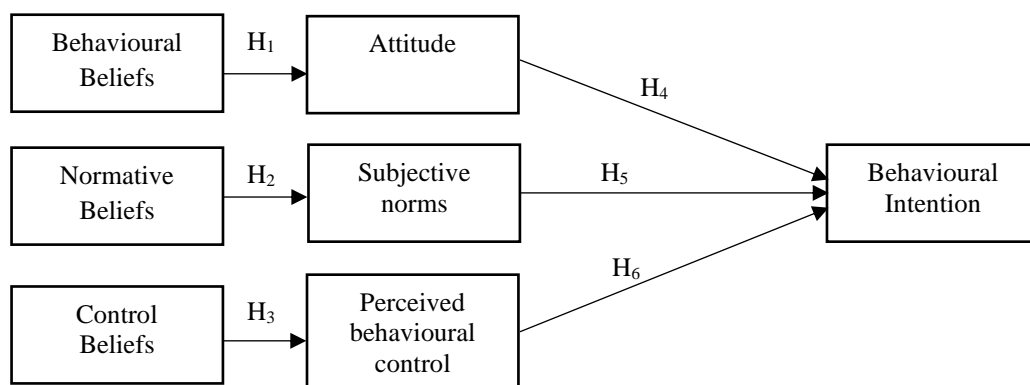 Behavioural
Beliefs
H₁
Attitude
H₄
Normative
Beliefs
H₂
Subjective
norms
H₅
Behavioural
Intention
Control
Beliefs
H₃
Perceived
behavioural
control
H₆